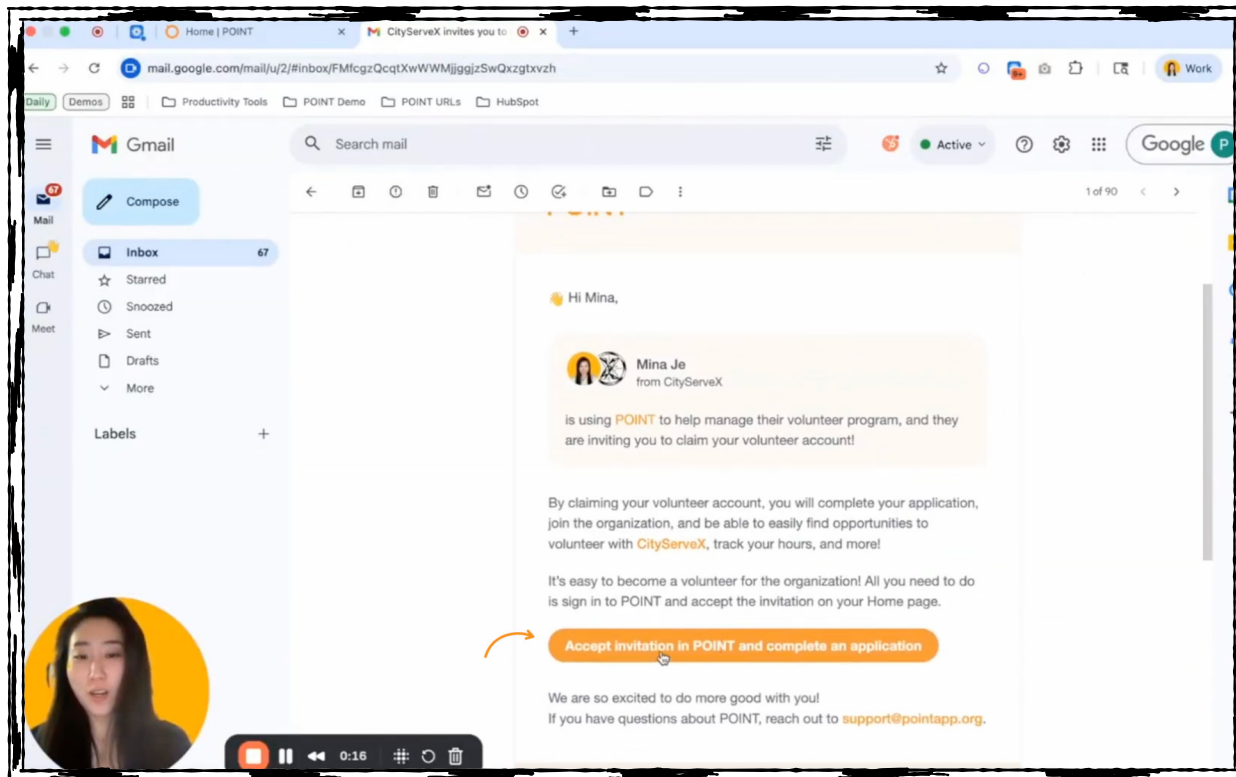 Home | POINT
CityServeX invites you to
mail.google.com/mail/u/2/#inbox/FMfcgzQcqtXwWWMjjggjzSwQxzgtxvzh
9+
Work
Daily
Demos
Productivity Tools
POINT Demo
POINT URLs
HubSpot
Gmail
Search mail
Active
Google
P
67
Mail
Compose
1 of 90
POINT
Inbox
67
Chat
Starred
Snoozed
Meet
Sent
Drafts
More
Labels
Hi Mina,
Mina Je
from CityServeX
is using POINT to help manage their volunteer program, and they
are inviting you to claim your volunteer account!
By claiming your volunteer account, you will complete your application,
join the organization, and be able to easily find opportunities to
volunteer with CityServeX, track your hours, and more!
It's easy to become a volunteer for the organization! All you need to do
is sign in to POINT and accept the invitation on your Home page.
Accept invitation in POINT and complete an application
We are so excited to do more good with you!
If you have questions about POINT, reach out to support@pointapp.org.
0:16